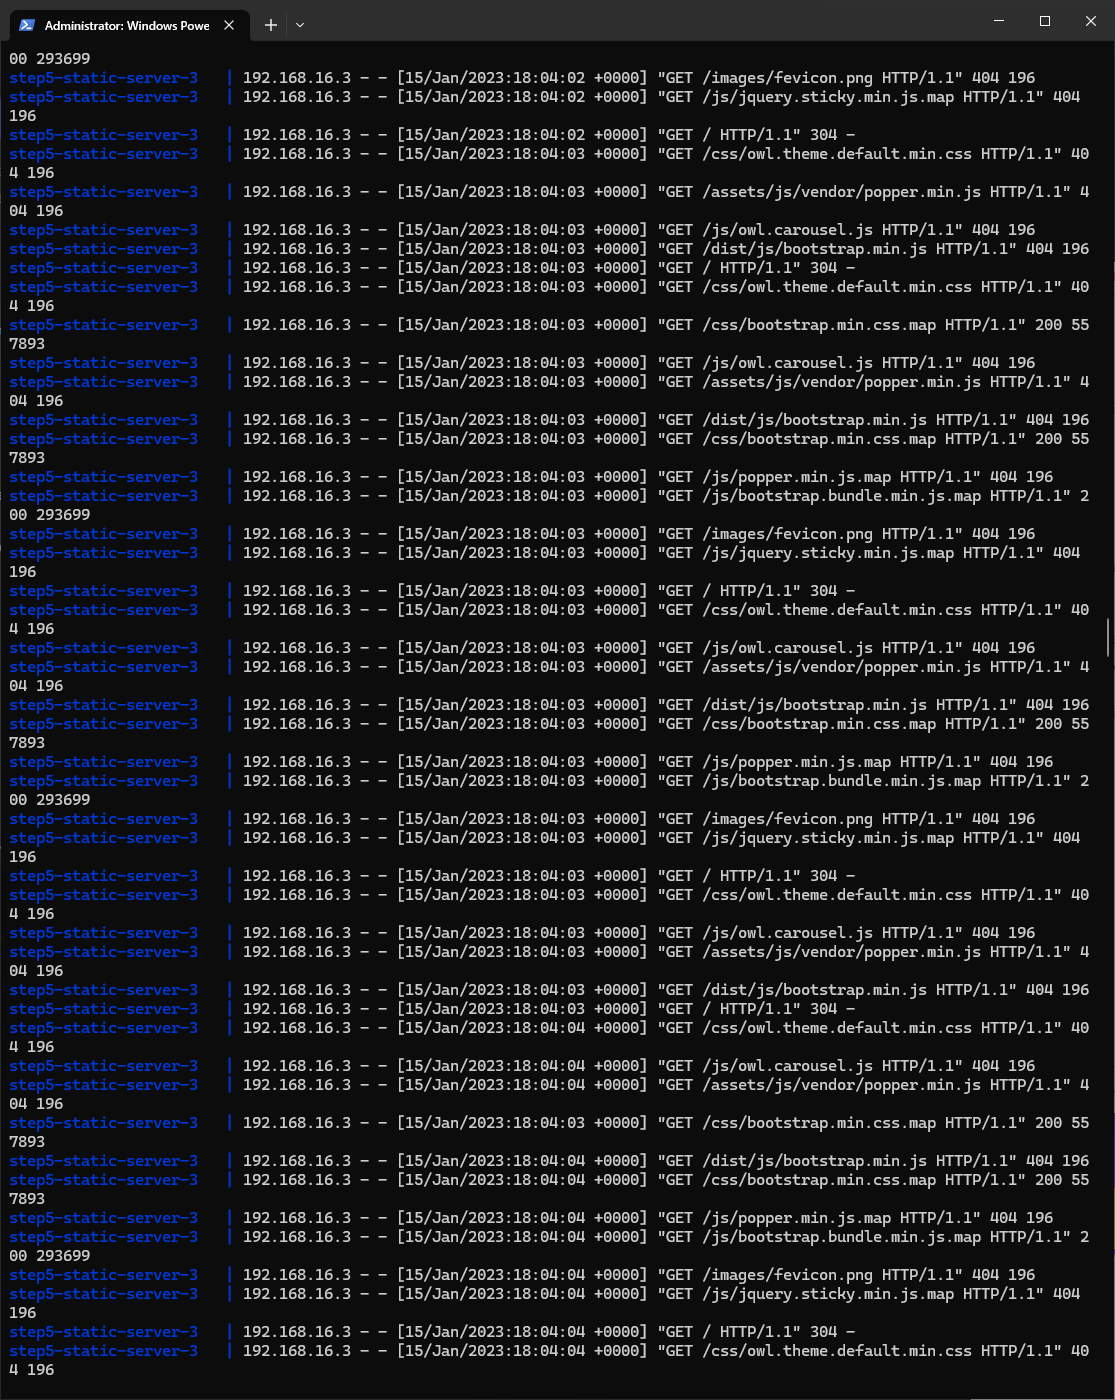 Administrator: Windows Powe
00 293699
step5-static-server-3   | 192.168.16.3 - - [15/Jan/2023:18:04:02 +0000] "GET /images/fevicon.png HTTP/1.1" 404 196
step5-static-server-3   | 192.168.16.3 - - [15/Jan/2023:18:04:02 +0000] "GET /js/jquery.sticky.min.js.map HTTP/1.1" 404
196
step5-static-server-3   | 192.168.16.3 - - [15/Jan/2023:18:04:02 +0000] "GET / HTTP/1.1" 304 -
step5-static-server-3   | 192.168.16.3 - - [15/Jan/2023:18:04:03 +0000] "GET /css/owl.theme.default.min.css HTTP/1.1" 40
4 196
step5-static-server-3   | 192.168.16.3 - - [15/Jan/2023:18:04:03 +0000] "GET /assets/js/vendor/popper.min.js HTTP/1.1" 4
04 196
step5-static-server-3   | 192.168.16.3 - - [15/Jan/2023:18:04:03 +0000] "GET /js/owl.carousel.js HTTP/1.1" 404 196
step5-static-server-3   | 192.168.16.3 - - [15/Jan/2023:18:04:03 +0000] "GET /dist/js/bootstrap.min.js HTTP/1.1" 404 196
step5-static-server-3   | 192.168.16.3 - - [15/Jan/2023:18:04:03 +0000] "GET / HTTP/1.1" 304 -
step5-static-server-3   | 192.168.16.3 - - [15/Jan/2023:18:04:03 +0000] "GET /css/owl.theme.default.min.css HTTP/1.1" 40
4 196
step5-static-server-3   | 192.168.16.3 - - [15/Jan/2023:18:04:03 +0000] "GET /css/bootstrap.min.css.map HTTP/1.1" 200 55
7893
step5-static-server-3   | 192.168.16.3 - - [15/Jan/2023:18:04:03 +0000] "GET /js/owl.carousel.js HTTP/1.1" 404 196
step5-static-server-3   | 192.168.16.3 - - [15/Jan/2023:18:04:03 +0000] "GET /assets/js/vendor/popper.min.js HTTP/1.1" 4
04 196
step5-static-server-3   | 192.168.16.3 - - [15/Jan/2023:18:04:03 +0000] "GET /dist/js/bootstrap.min.js HTTP/1.1" 404 196
step5-static-server-3   | 192.168.16.3 - - [15/Jan/2023:18:04:03 +0000] "GET /css/bootstrap.min.css.map HTTP/1.1" 200 55
7893
step5-static-server-3   | 192.168.16.3 - - [15/Jan/2023:18:04:03 +0000] "GET /js/popper.min.js.map HTTP/1.1" 404 196
step5-static-server-3   | 192.168.16.3 - - [15/Jan/2023:18:04:03 +0000] "GET /js/bootstrap.bundle.min.js.map HTTP/1.1" 2
00 293699
step5-static-server-3   | 192.168.16.3 - - [15/Jan/2023:18:04:03 +0000] "GET /images/fevicon.png HTTP/1.1" 404 196
step5-static-server-3   | 192.168.16.3 - - [15/Jan/2023:18:04:03 +0000] "GET /js/jquery.sticky.min.js.map HTTP/1.1" 404
196
step5-static-server-3   | 192.168.16.3 - - [15/Jan/2023:18:04:03 +0000] "GET / HTTP/1.1" 304 -
step5-static-server-3   | 192.168.16.3 - - [15/Jan/2023:18:04:03 +0000] "GET /css/owl.theme.default.min.css HTTP/1.1" 40
4 196
step5-static-server-3   | 192.168.16.3 - - [15/Jan/2023:18:04:03 +0000] "GET /js/owl.carousel.js HTTP/1.1" 404 196
step5-static-server-3   | 192.168.16.3 - - [15/Jan/2023:18:04:03 +0000] "GET /assets/js/vendor/popper.min.js HTTP/1.1" 4
04 196
step5-static-server-3   | 192.168.16.3 - - [15/Jan/2023:18:04:03 +0000] "GET /dist/js/bootstrap.min.js HTTP/1.1" 404 196
step5-static-server-3   | 192.168.16.3 - - [15/Jan/2023:18:04:03 +0000] "GET /css/bootstrap.min.css.map HTTP/1.1" 200 55
7893
step5-static-server-3   | 192.168.16.3 - - [15/Jan/2023:18:04:03 +0000] "GET /js/popper.min.js.map HTTP/1.1" 404 196
step5-static-server-3   | 192.168.16.3 - - [15/Jan/2023:18:04:03 +0000] "GET /js/bootstrap.bundle.min.js.map HTTP/1.1" 2
00 293699
step5-static-server-3   | 192.168.16.3 - - [15/Jan/2023:18:04:03 +0000] "GET /images/fevicon.png HTTP/1.1" 404 196
step5-static-server-3   | 192.168.16.3 - - [15/Jan/2023:18:04:03 +0000] "GET /js/jquery.sticky.min.js.map HTTP/1.1" 404
196
step5-static-server-3   | 192.168.16.3 - - [15/Jan/2023:18:04:03 +0000] "GET / HTTP/1.1" 304 -
step5-static-server-3   | 192.168.16.3 - - [15/Jan/2023:18:04:03 +0000] "GET /css/owl.theme.default.min.css HTTP/1.1" 40
4 196
step5-static-server-3   | 192.168.16.3 - - [15/Jan/2023:18:04:03 +0000] "GET /js/owl.carousel.js HTTP/1.1" 404 196
step5-static-server-3   | 192.168.16.3 - - [15/Jan/2023:18:04:03 +0000] "GET /assets/js/vendor/popper.min.js HTTP/1.1" 4
04 196
step5-static-server-3   | 192.168.16.3 - - [15/Jan/2023:18:04:03 +0000] "GET /dist/js/bootstrap.min.js HTTP/1.1" 404 196
step5-static-server-3   | 192.168.16.3 - - [15/Jan/2023:18:04:03 +0000] "GET / HTTP/1.1" 304 -
step5-static-server-3   | 192.168.16.3 - - [15/Jan/2023:18:04:04 +0000] "GET /css/owl.theme.default.min.css HTTP/1.1" 40
4 196
step5-static-server-3   | 192.168.16.3 - - [15/Jan/2023:18:04:04 +0000] "GET /js/owl.carousel.js HTTP/1.1" 404 196
step5-static-server-3   | 192.168.16.3 - - [15/Jan/2023:18:04:04 +0000] "GET /assets/js/vendor/popper.min.js HTTP/1.1" 4
04 196
step5-static-server-3   | 192.168.16.3 - - [15/Jan/2023:18:04:03 +0000] "GET /css/bootstrap.min.css.map HTTP/1.1" 200 55
7893
step5-static-server-3   | 192.168.16.3 - - [15/Jan/2023:18:04:04 +0000] "GET /dist/js/bootstrap.min.js HTTP/1.1" 404 196
step5-static-server-3   | 192.168.16.3 - - [15/Jan/2023:18:04:04 +0000] "GET /css/bootstrap.min.css.map HTTP/1.1" 200 55
7893
step5-static-server-3   | 192.168.16.3 - - [15/Jan/2023:18:04:04 +0000] "GET /js/popper.min.js.map HTTP/1.1" 404 196
step5-static-server-3   | 192.168.16.3 - - [15/Jan/2023:18:04:04 +0000] "GET /js/bootstrap.bundle.min.js.map HTTP/1.1" 2
00 293699
step5-static-server-3   | 192.168.16.3 - - [15/Jan/2023:18:04:04 +0000] "GET /images/fevicon.png HTTP/1.1" 404 196
step5-static-server-3   | 192.168.16.3 - - [15/Jan/2023:18:04:04 +0000] "GET /js/jquery.sticky.min.js.map HTTP/1.1" 404
196
step5-static-server-3   | 192.168.16.3 - - [15/Jan/2023:18:04:04 +0000] "GET / HTTP/1.1" 304 -
step5-static-server-3   | 192.168.16.3 - - [15/Jan/2023:18:04:04 +0000] "GET /css/owl.theme.default.min.css HTTP/1.1" 40
4 196